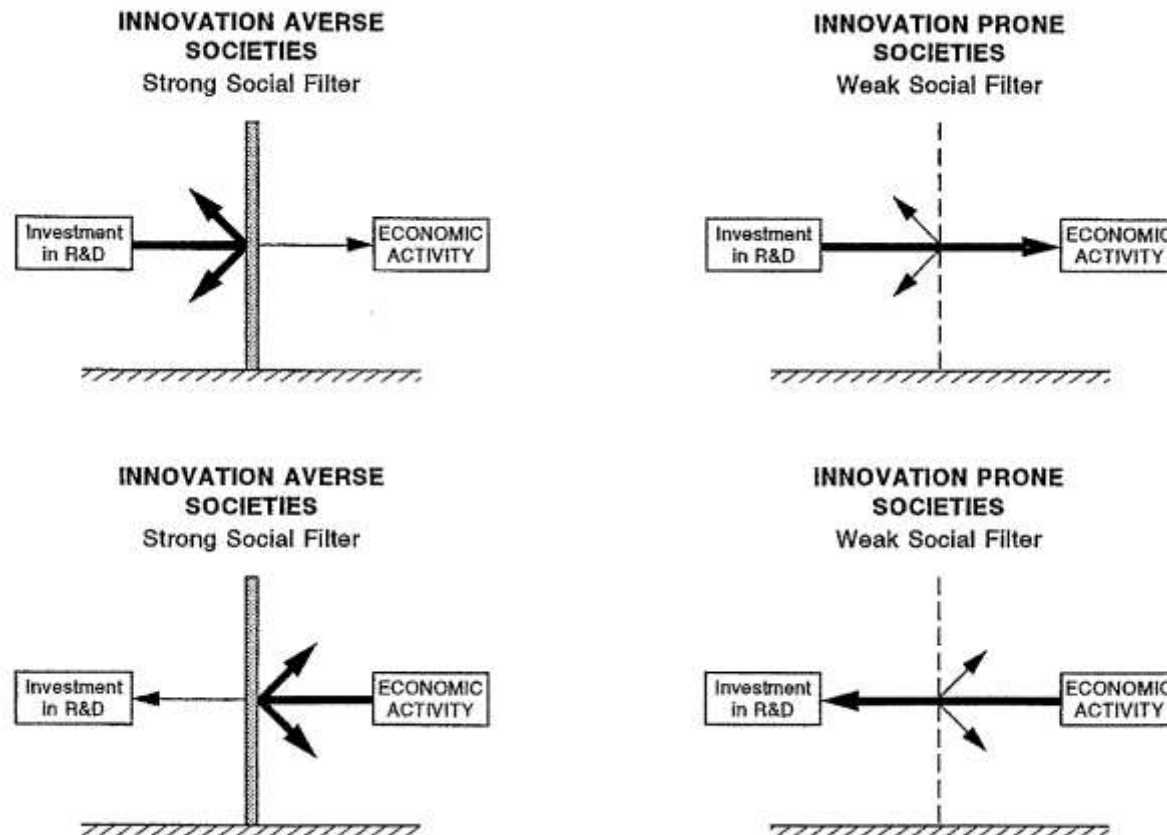 INNOVATION AVERSE
SOCIETIES
Strong Social Filter
Investment
in R&D
ECONOMIC
ACTIVITY
INNOVATION PRONE
SOCIETIES
Weak Social Filter
Investment
in R&D
ECONOMIC
ACTIVITY
INNOVATION AVERSE
SOCIETIES
Strong Social Filter
Investment
in R&D
ECONOMIC
ACTIVITY
INNOVATION PRONE
SOCIETIES
Weak Social Filter
Investment
in R&D
ECONOMIC
ACTIVITY